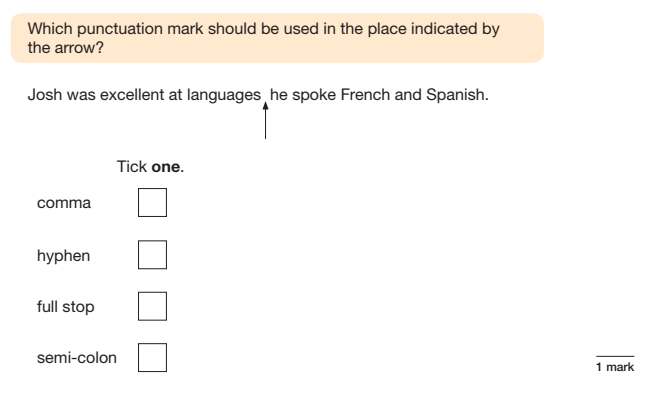 Which punctuation mark should be used in the place indicated by
the arrow?
Josh was excellent at languages he spoke French and Spanish.
Tick one.
comma
hyphen
full stop
semi-colon
1 mark